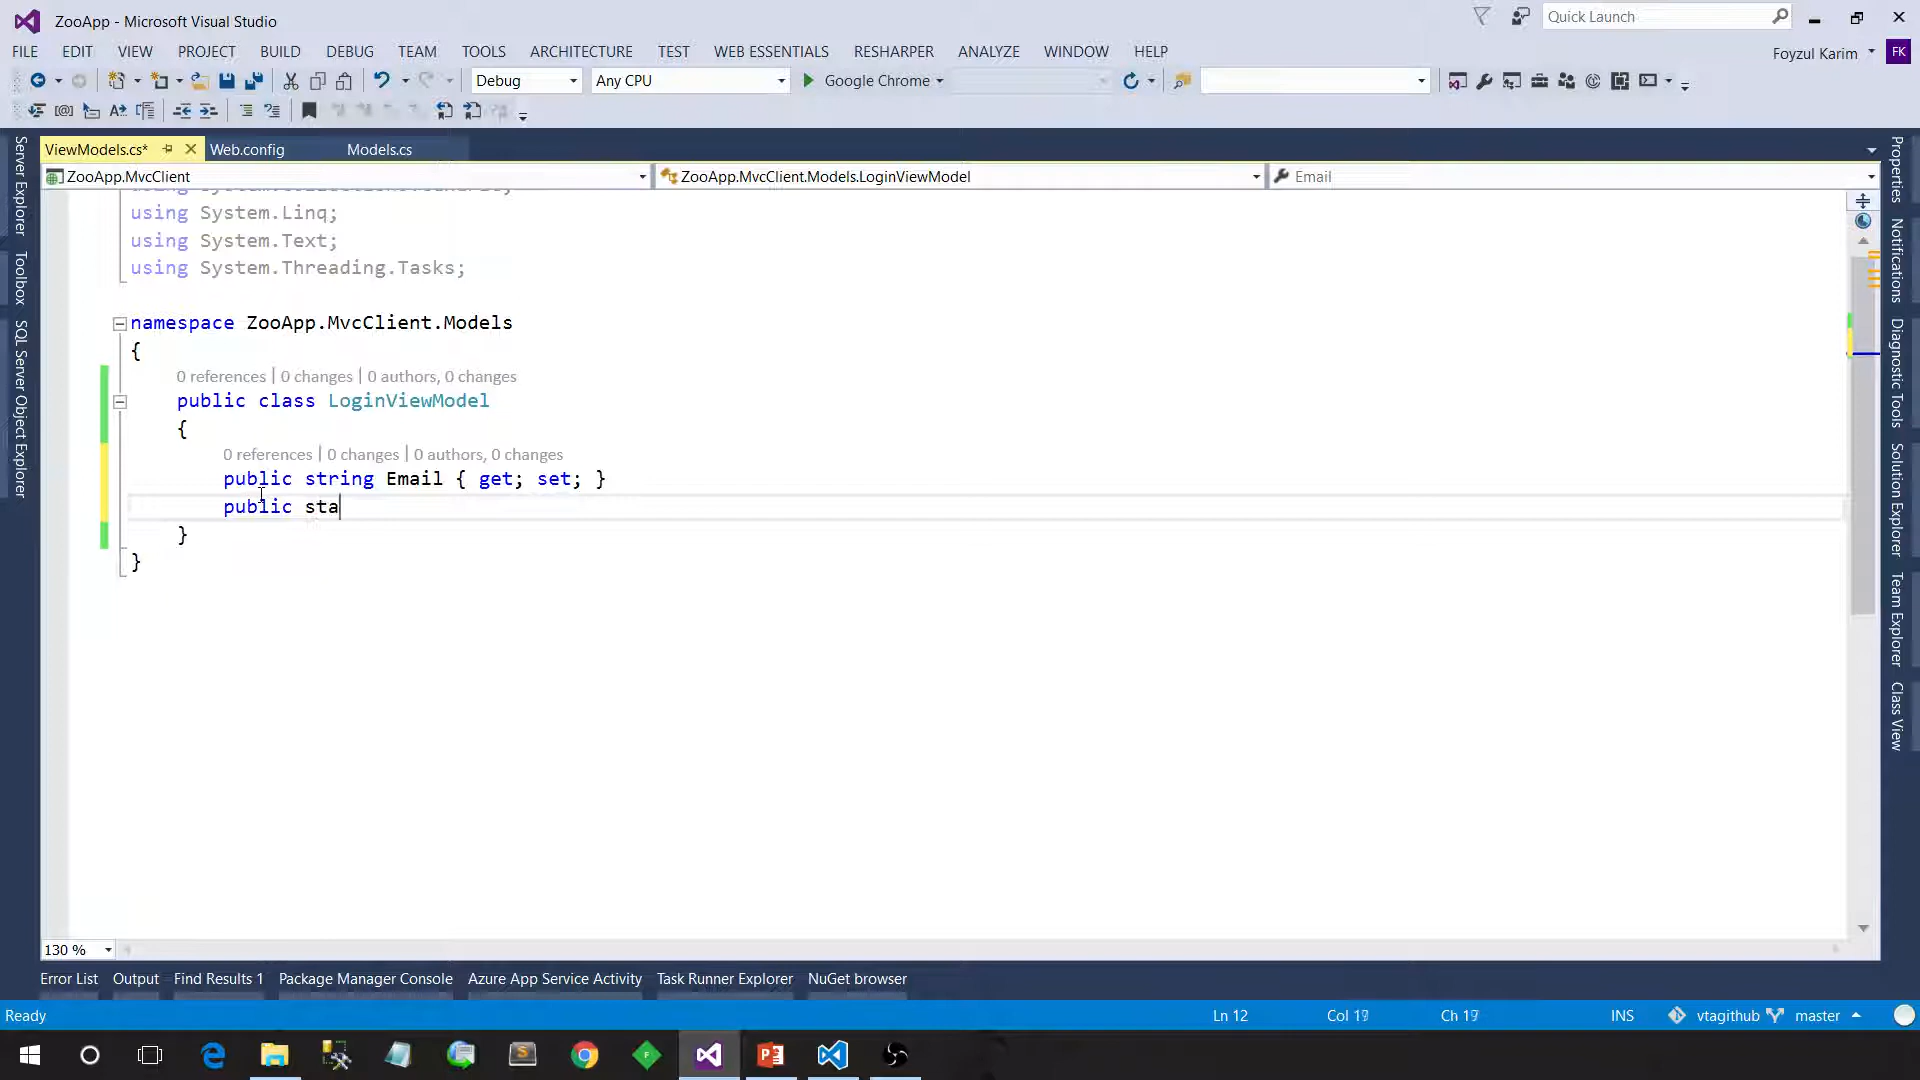 ZooApp - Microsoft Visual Studio
Quick Launch
FILE EDIT VIEW PROJECT BUILD DEBUG TEAM TOOLS ARCHITECTURE TEST WEB ESSENTIALS RESHARPER ANALYZE WINDOW HELP
Foyzul Karim FK
Debug Any CPU Google Chrome
ViewModels.cs* Web.config Models.cs
ZooApp.MvcClient ZooApp.MvcClient.Models.LoginViewModel Email
using System.Linq;
using System.Text;
using System.Threading.Tasks;
namespace ZooApp.MvcClient.Models
{
0 references | 0 changes | 0 authors, 0 changes
public class LoginViewModel
{
0 references | 0 changes | 0 authors, 0 changes
public string Email { get; set; }
public sta
}
}
Server Explorer
Toolbox
SQL Server Object Explorer
Properties
Notifications
Diagnostic Tools
Solution Explorer
Team Explorer
Class View
130 %
Error List Output Find Results 1 Package Manager Console Azure App Service Activity Task Runner Explorer NuGet browser
Ready Ln 12 Col Ch INS vtagithub master